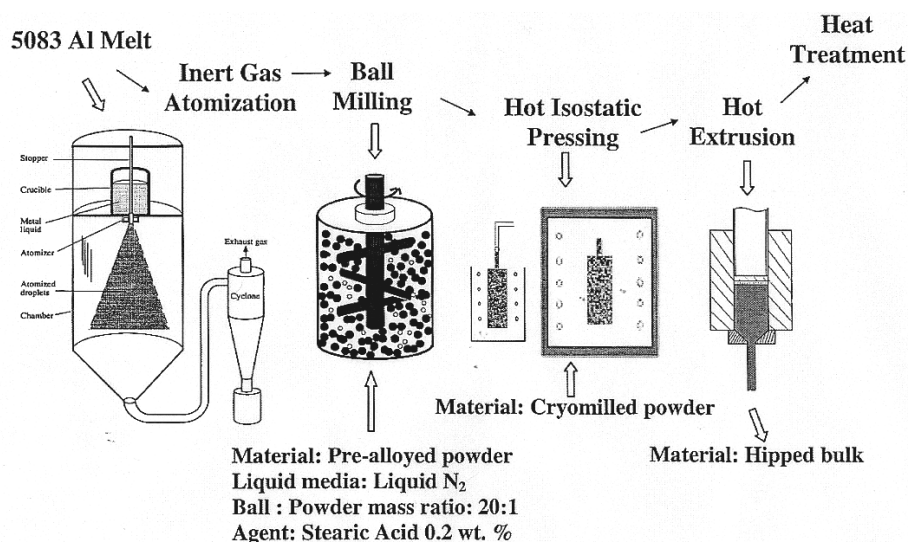 5083 Al Melt
Inert Gas
Atomization
Ball
Milling
Hot Isostatic
Pressing
Hot
Extrusion
Heat
Treatment
Stopper
Crucible
Metal
liquid
Atomizer
Atomized
droplets
Chamber
Exhaust gas
Cyclone
Material: Cryomilled powder
Material: Hipped bulk
Material: Pre-alloyed powder
Liquid media: Liquid N₂
Ball : Powder mass ratio: 20:1
Agent: Stearic Acid 0.2 wt. %